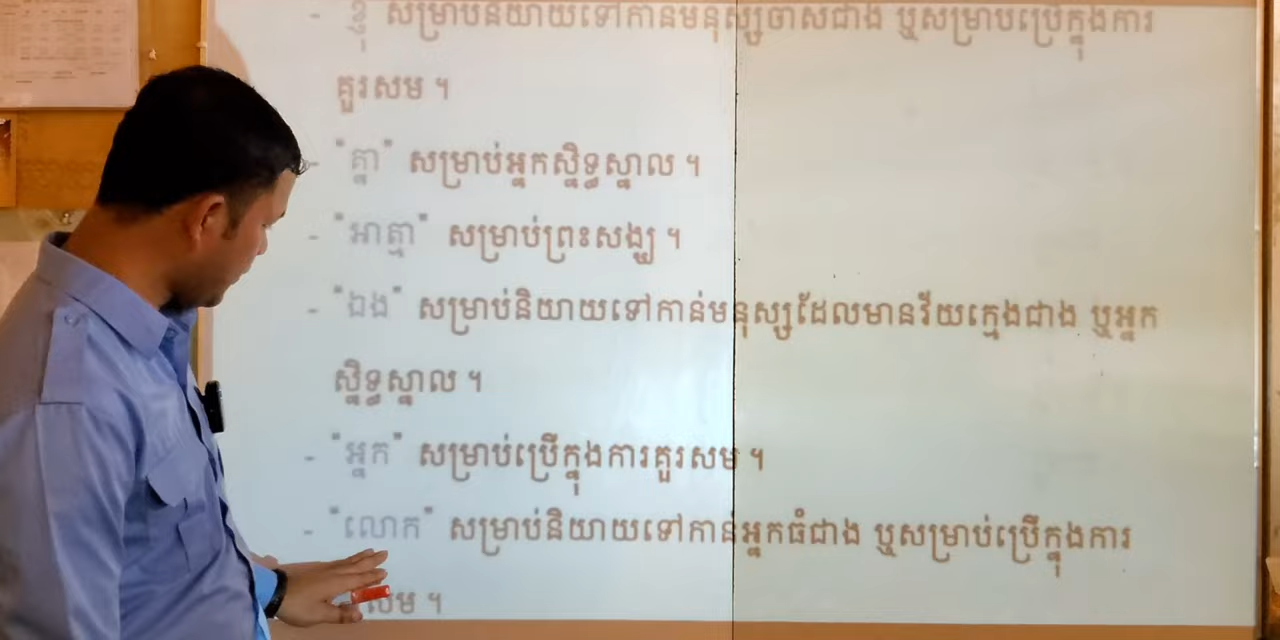 - ខ្ញុំ សម្រាប់និយាយទៅកាន់មនុស្សចាស់ជាង ឬសម្រាប់ប្រើក្នុងការ
គួរសម ។
- "គ្នា" សម្រាប់អ្នកស្និទ្ធស្នាល ។
- "អាត្មា" សម្រាប់ព្រះសង្ឃ ។
- "ឯង" សម្រាប់និយាយទៅកាន់មនុស្សដែលមានវ័យក្មេងជាង ឬអ្នក
ស្និទ្ធស្នាល ។
- "អ្នក" សម្រាប់ប្រើក្នុងការគួរសម ។
- "លោក" សម្រាប់និយាយទៅកាន់អ្នកធំជាង ឬសម្រាប់ប្រើក្នុងការ
សម ។